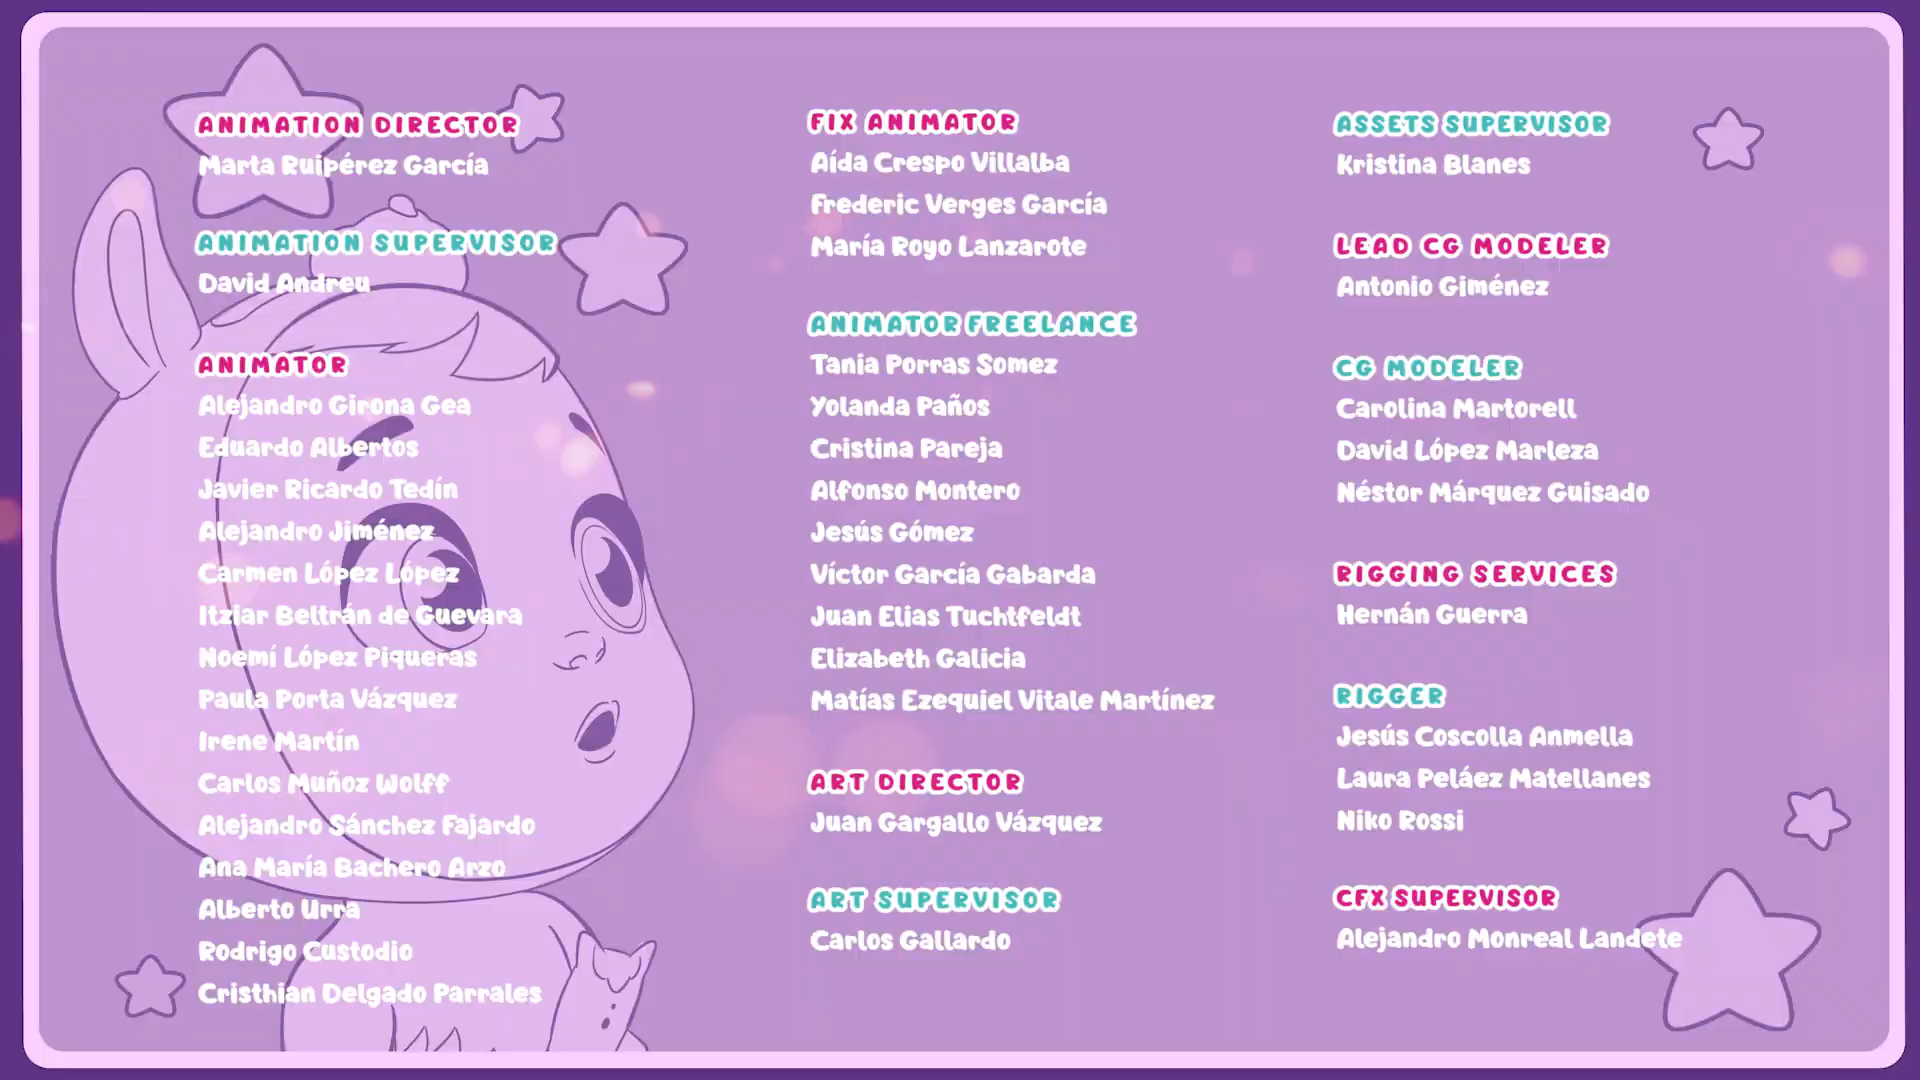 ANIMATION DIRECTOR
Marta Ruipérez García
ANIMATION SUPERVISOR
David Andreu
ANIMATOR
Alejandro Girona Gea
Eduardo Albertos
Javier Ricardo Tedín
Alejandro Jiménez
Carmen López López
Itziar Beltrán de Guevara
Noemí López Piqueras
Paula Porta Vázquez
Irene Martín
Carlos Muñoz Wolff
Alejandro Sánchez Fajardo
Ana María Bachero Arzo
Alberto Urra
Rodrigo Custodio
Cristhian Delgado Parrales
FIX ANIMATOR
Aída Crespo Villalba
Frederic Verges García
María Royo Lanzarote
ANIMATOR FREELANCE
Tania Porras Somez
Yolanda Paños
Cristina Pareja
Alfonso Montero
Jesús Gómez
Víctor García Gabarda
Juan Elias Tuchtfeldt
Elizabeth Galicia
Matías Ezequiel Vitale Martínez
ART DIRECTOR
Juan Gargallo Vázquez
ART SUPERVISOR
Carlos Gallardo
ASSETS SUPERVISOR
Kristina Blanes
LEAD CG MODELER
Antonio Giménez
CG MODELER
Carolina Martorell
David López Marleza
Néstor Márquez Guisado
RIGGING SERVICES
Hernán Guerra
RIGGER
Jesús Coscolla Anmella
Laura Peláez Matellanes
Niko Rossi
CFX SUPERVISOR
Alejandro Monreal Landete